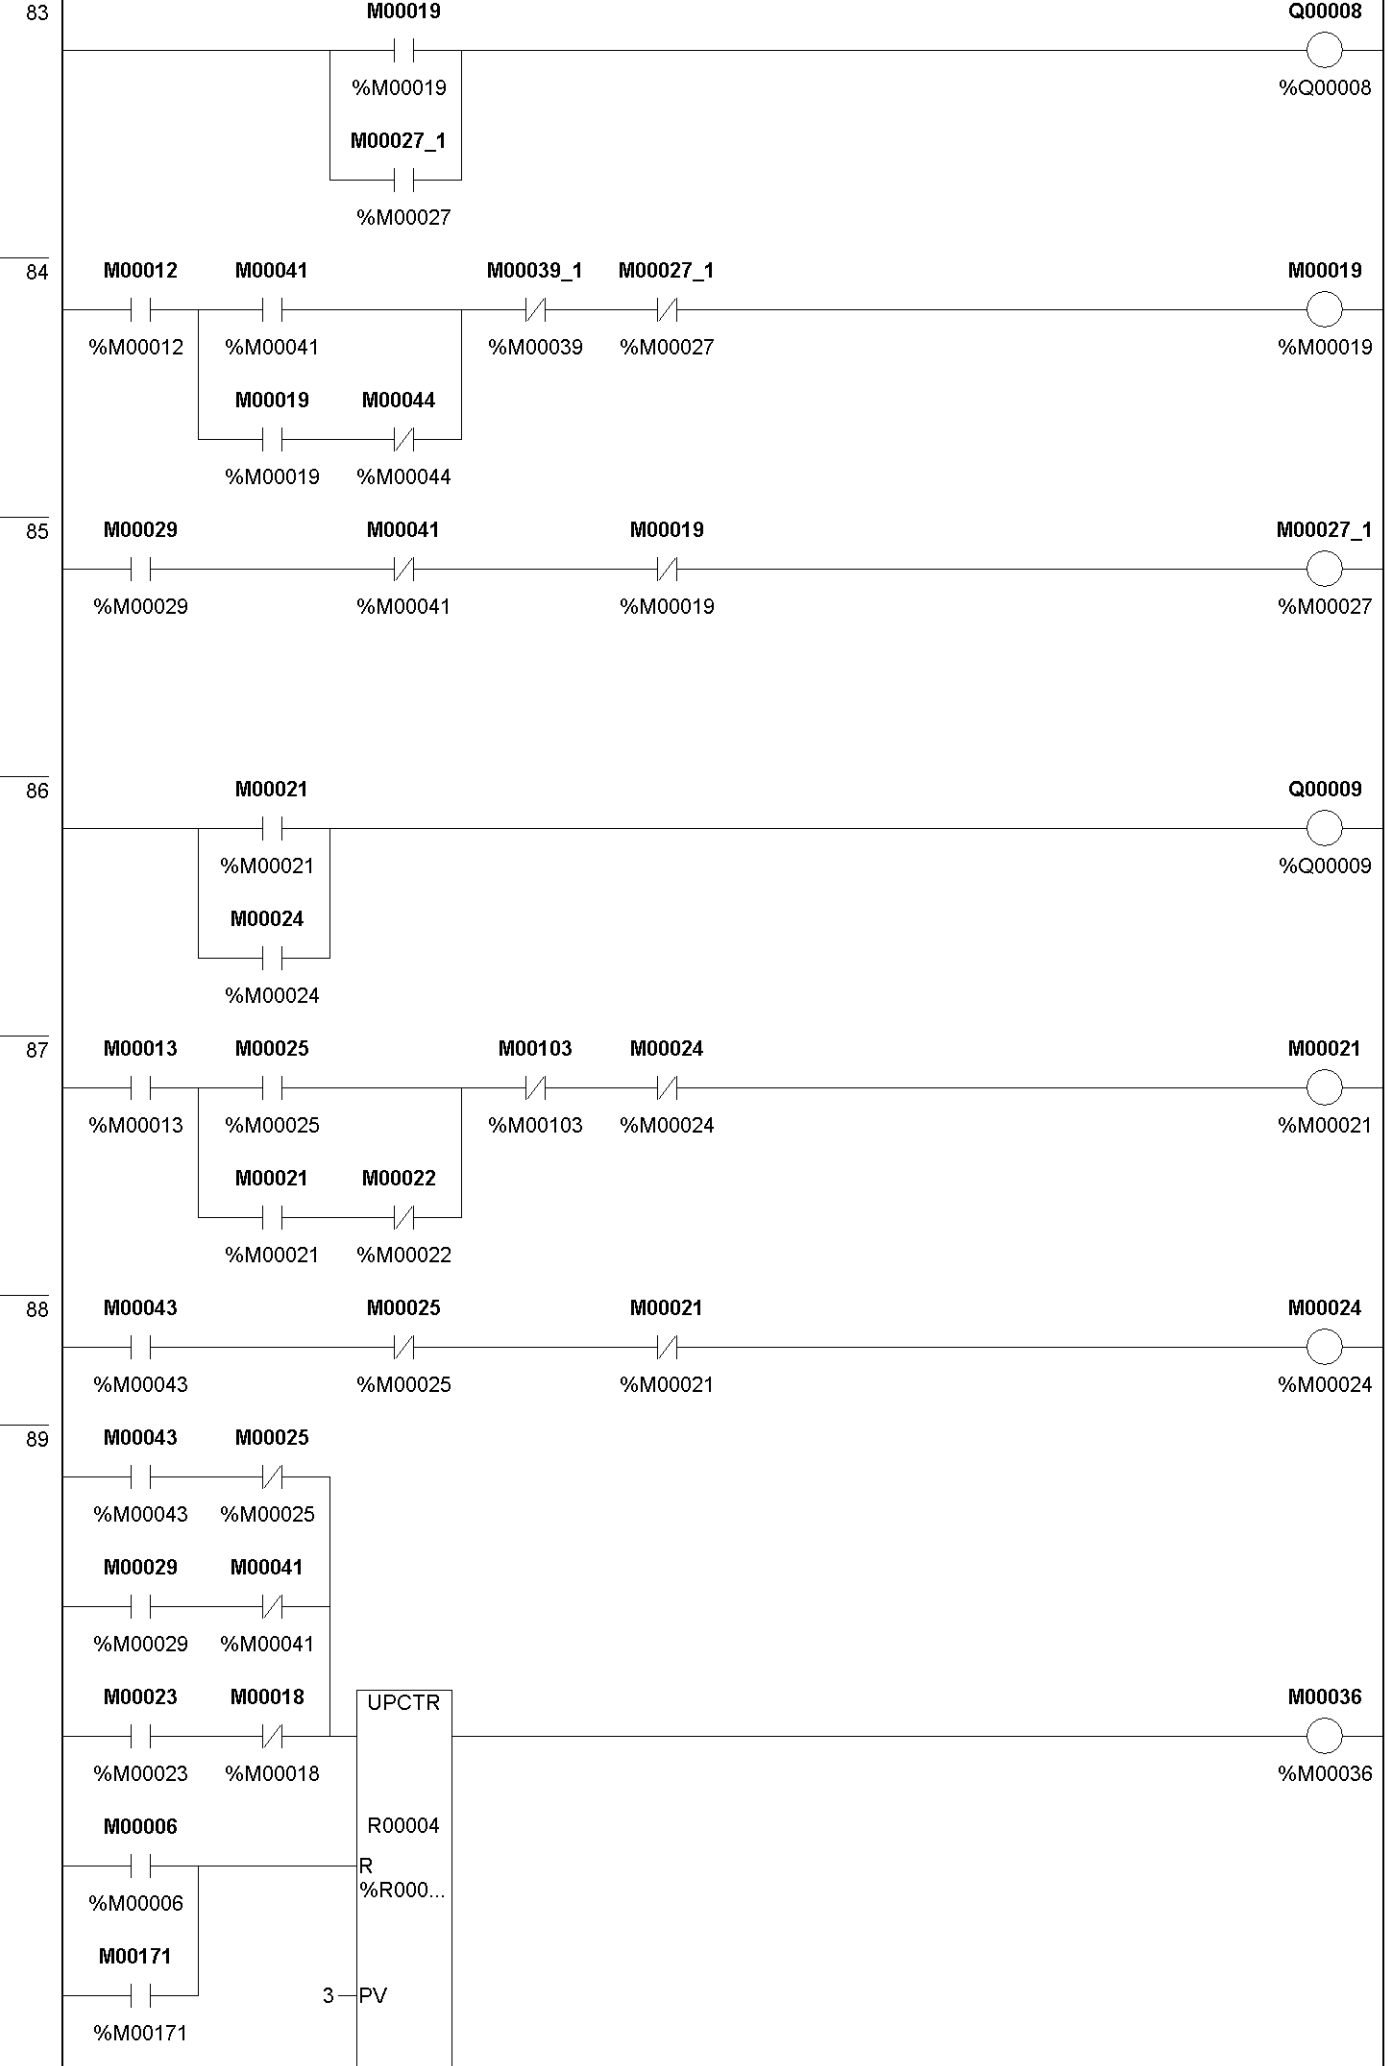 83 M00019 Q00008
%M00019 %Q00008
M00027_1
%M00027
84 M00012 M00041 M00039_1 M00027_1 M00019
%M00012 %M00041 %M00039 %M00027 %M00019
M00019 M00044
%M00019 %M00044
85 M00029 M00041 M00019 M00027_1
%M00029 %M00041 %M00019 %M00027
86 M00021 Q00009
%M00021 %Q00009
M00024
%M00024
87 M00013 M00025 M00103 M00024 M00021
%M00013 %M00025 %M00103 %M00024 %M00021
M00021 M00022
%M00021 %M00022
88 M00043 M00025 M00021 M00024
%M00043 %M00025 %M00021 %M00024
89 M00043 M00025
%M00043 %M00025
M00029 M00041
%M00029 %M00041
M00023 M00018 UPCTR M00036
%M00023 %M00018 %M00036
M00006 R00004
R
%M00006 %R000...
M00171
3 PV
%M00171